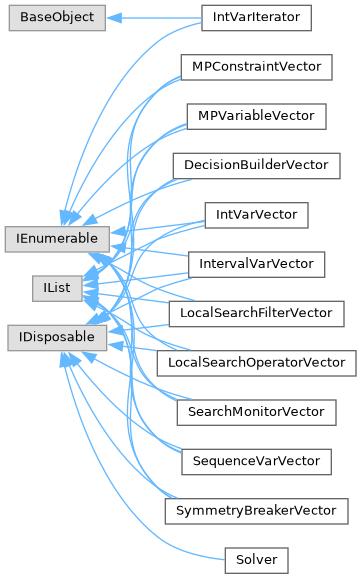 BaseObject
IntVarIterator
MPConstraintVector
MPVariableVector
DecisionBuilderVector
IntVarVector
IEnumerable
IntervalVarVector
IList
LocalSearchFilterVector
IDisposable
LocalSearchOperatorVector
SearchMonitorVector
SequenceVarVector
SymmetryBreakerVector
Solver